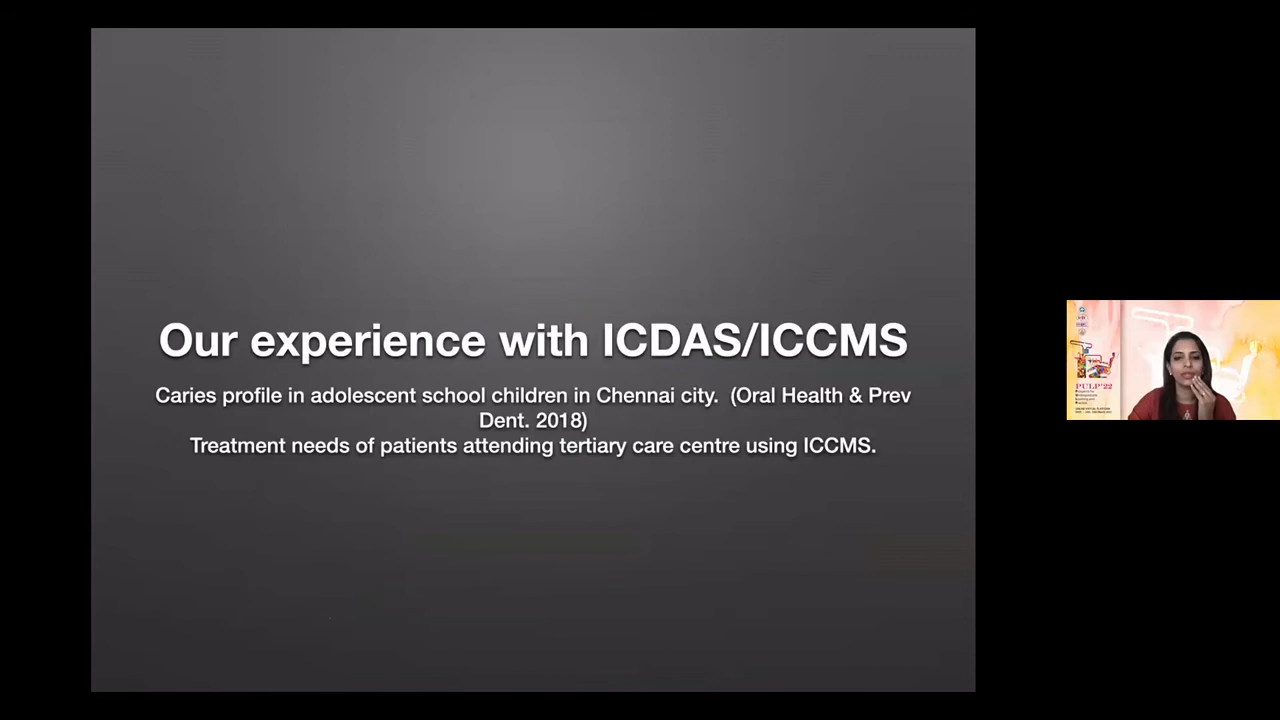 Our experience with ICDAS/ICCMS
Caries profile in adolescent school children in Chennai city. (Oral Health & Prev
Dent. 2018)
Treatment needs of patients attending tertiary care centre using ICCMS.
PULP'22